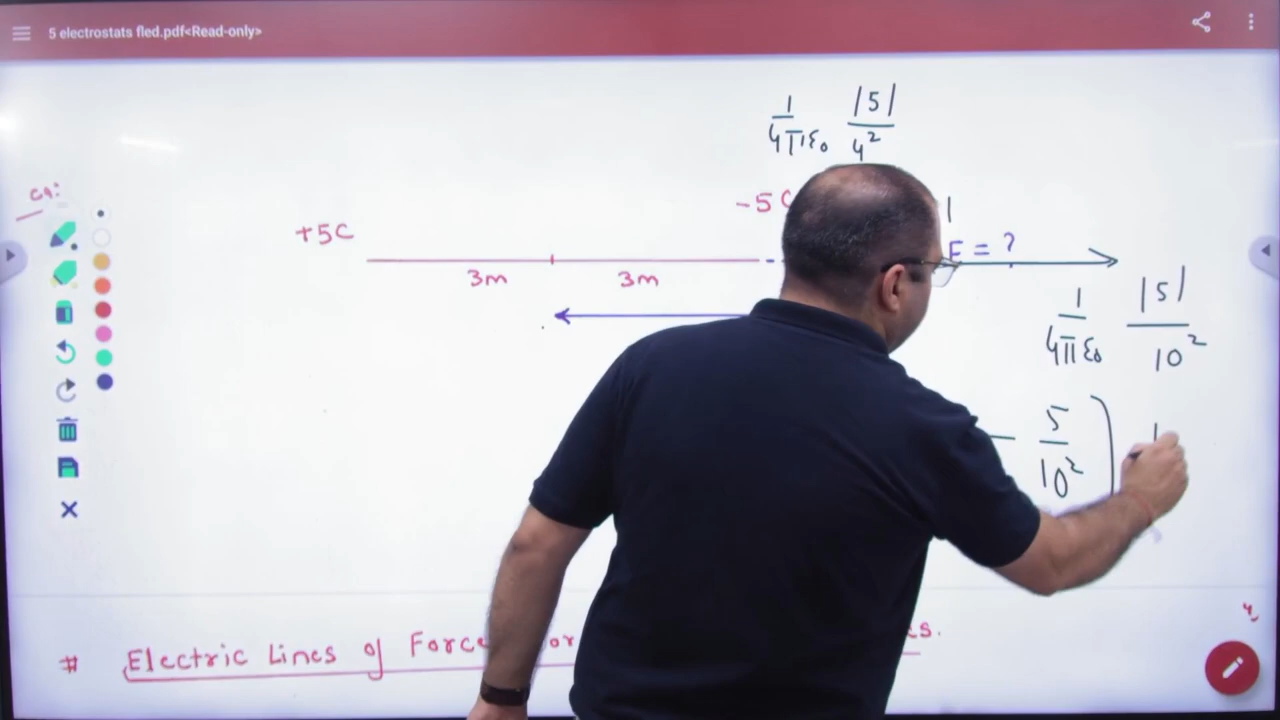 5 electrostats fled.pdf<Read-only>
1 |5|
4πε₀ 4²
cq:
+5C
-5C
E = ?
3m 3m
1 |5|
4πε₀ 10²
- 5
10² )
# Electric Lines of Force